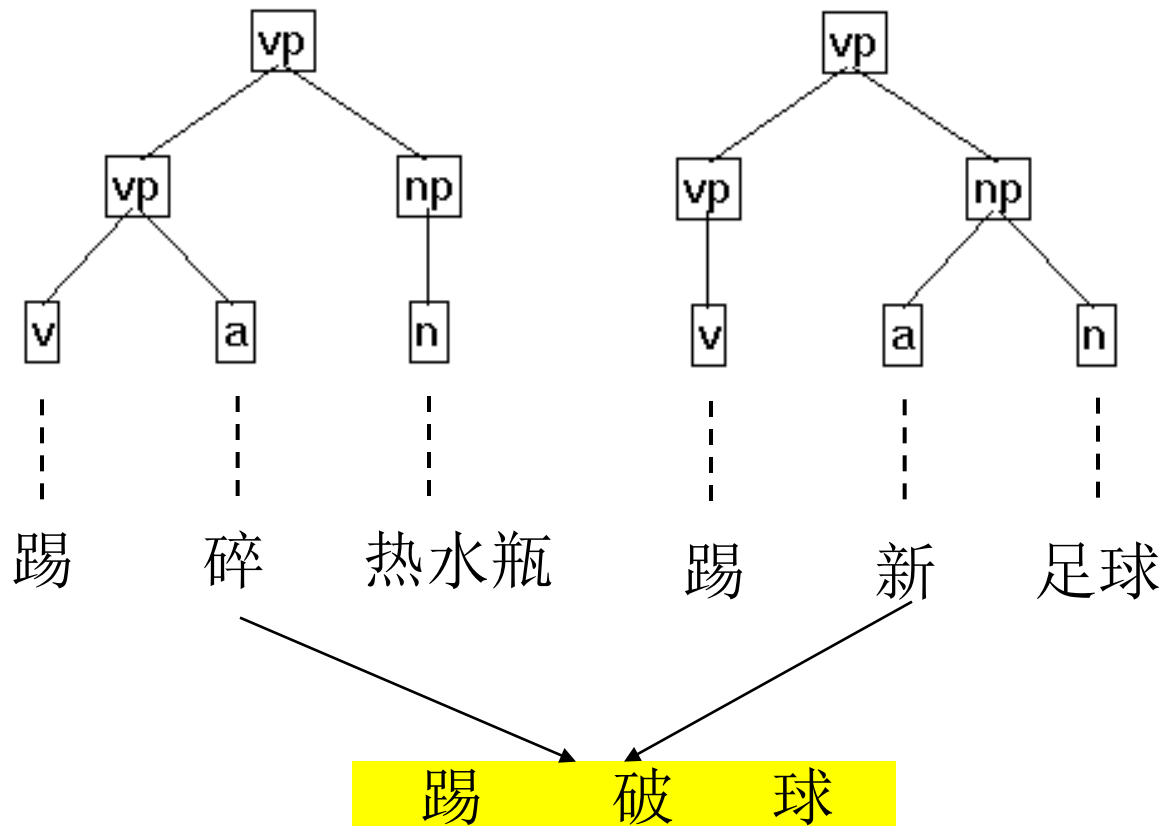 vp vp
vp np vp np
v a n v a n
踢 碎 热水瓶 踢 新 足球
踢 破 球